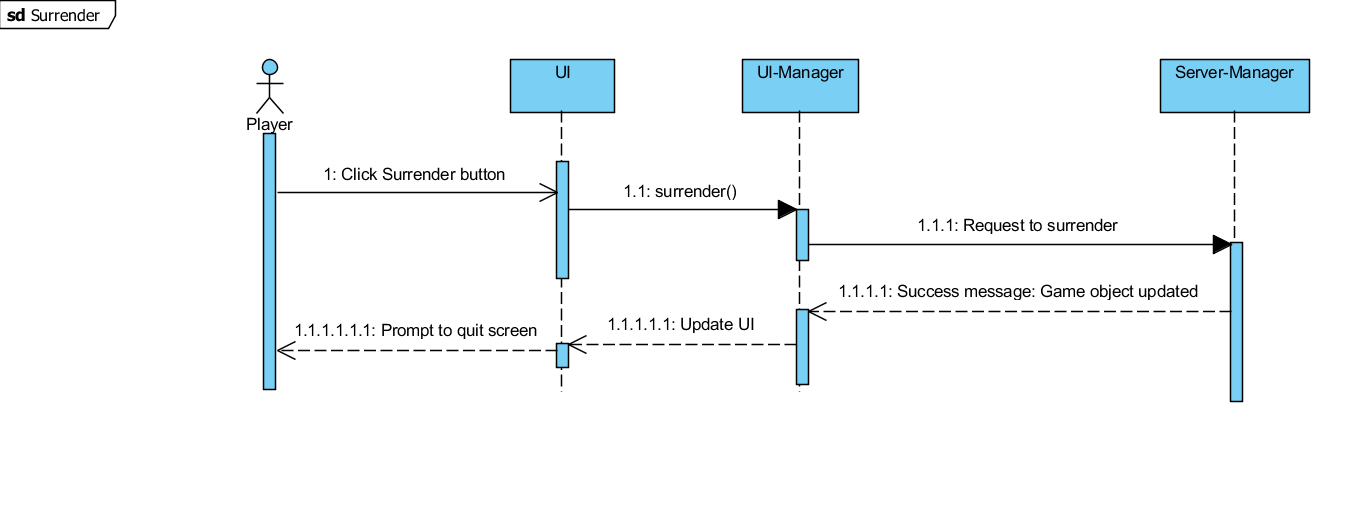 sd Surrender
UI
UI-Manager
Server-Manager
Player
1: Click Surrender button
1.1: surrender()
1.1.1: Request to surrender
1.1.1.1: Success message: Game object updated
1.1.1.1.1: Update UI
1.1.1.1.1.1: Prompt to quit screen